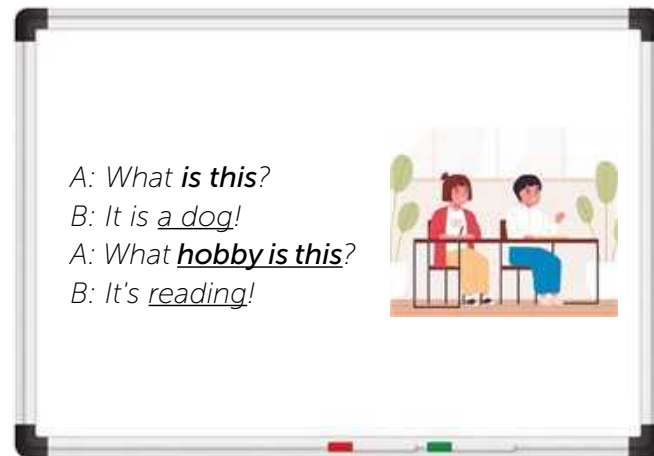 A: What is this?
B: It is a dog!
A: What hobby is this?
B: It's reading!